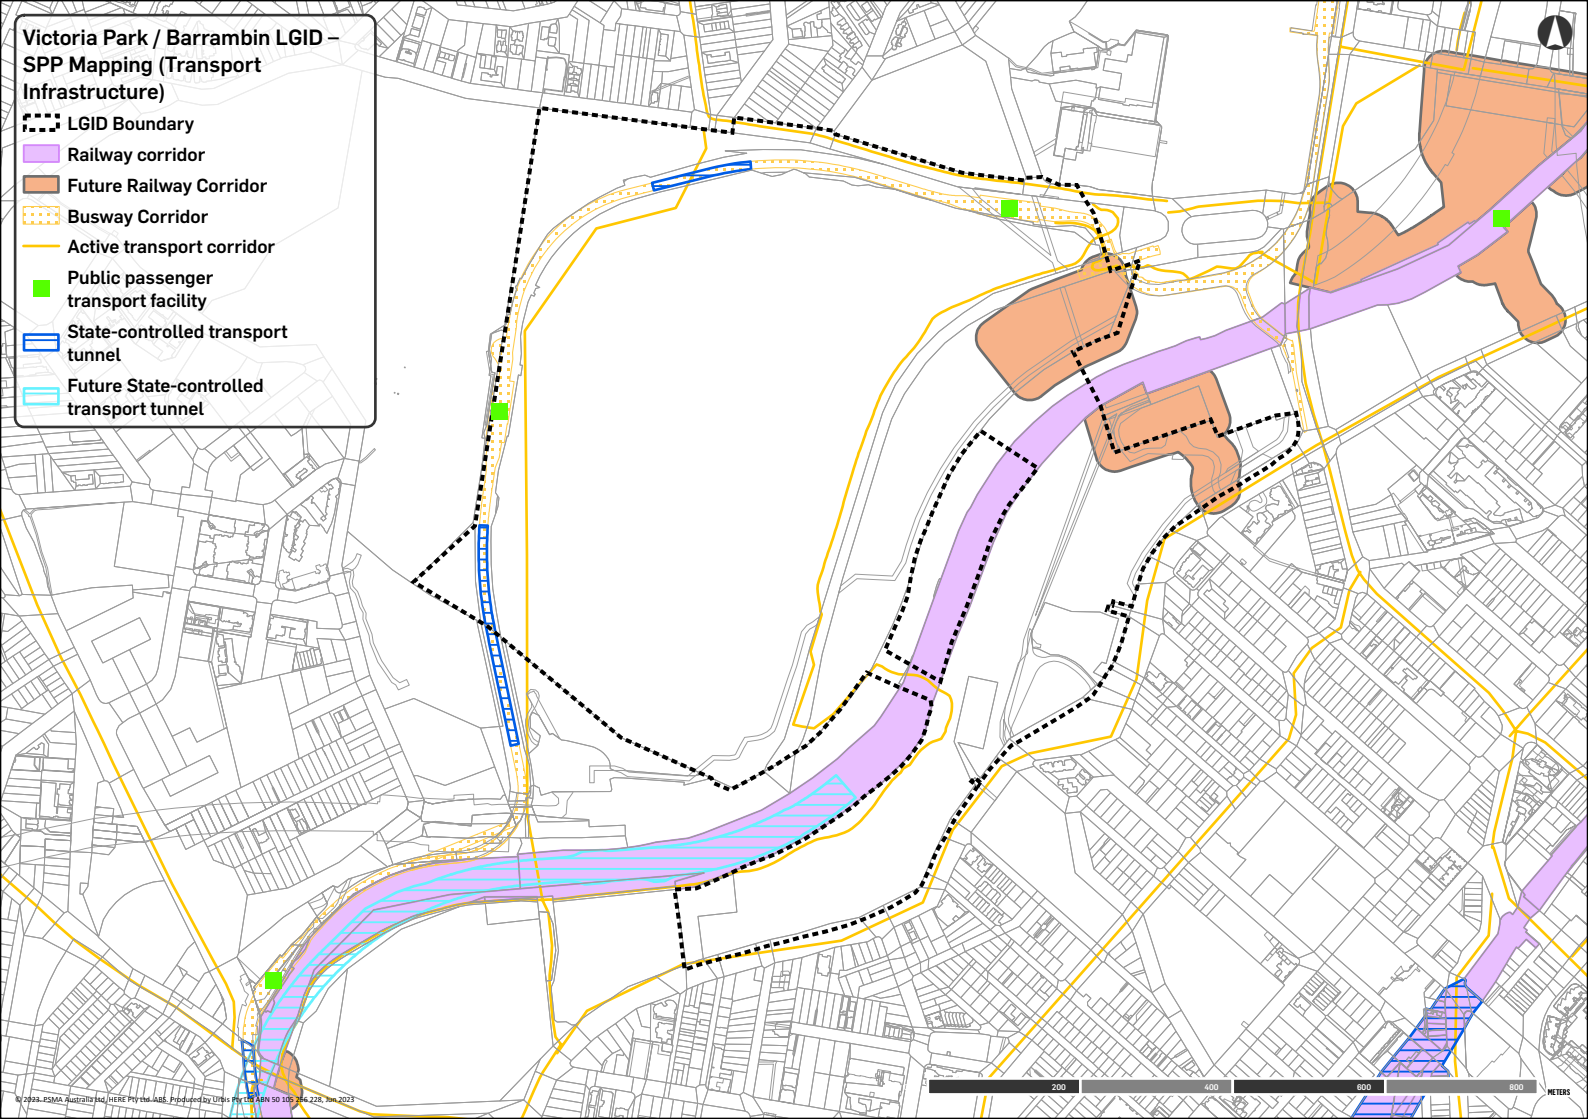 Victoria Park / Barrambin LGID –
SPP Mapping (Transport
Infrastructure)
LGID Boundary
Railway corridor
Future Railway Corridor
Busway Corridor
Active transport corridor
Public passenger
transport facility
State-controlled transport
tunnel
Future State-controlled
transport tunnel
200 400 600 800
METERS
© 2023. PSMA Australia Ltd, HERE Pty Ltd. ABS. Produced by Urbis Pty Ltd ABN 50 105 256 228, Jun 2023